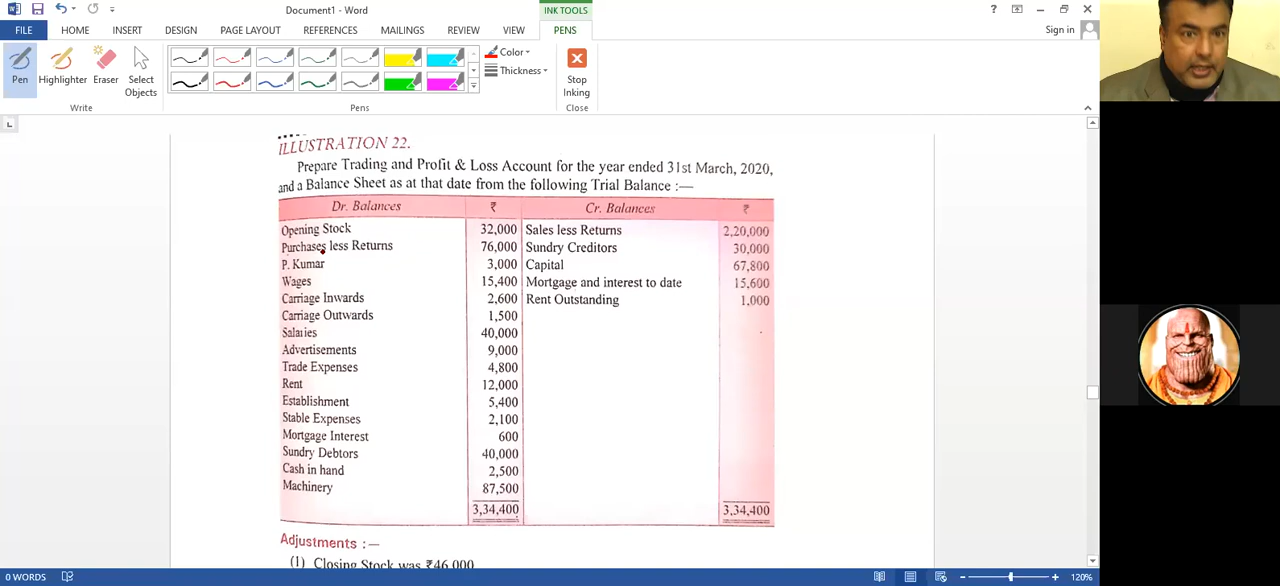 Document1 - Word
INK TOOLS
FILE HOME INSERT DESIGN PAGE LAYOUT REFERENCES MAILINGS REVIEW VIEW PENS
Sign in
Pen Highlighter Eraser Select Objects
Color
Thickness
Stop Inking
Write Pens Close
ILLUSTRATION 22.
Prepare Trading and Profit & Loss Account for the year ended 31st March, 2020,
and a Balance Sheet as at that date from the following Trial Balance :—
Dr. Balances ₹ Cr. Balances ₹
Opening Stock 32,000 Sales less Returns 2,20,000
Purchases less Returns 76,000 Sundry Creditors 30,000
P. Kumar 3,000 Capital 67,800
Wages 15,400 Mortgage and interest to date 15,600
Carriage Inwards 2,600 Rent Outstanding 1,000
Carriage Outwards 1,500
Salaries 40,000
Advertisements 9,000
Trade Expenses 4,800
Rent 12,000
Establishment 5,400
Stable Expenses 2,100
Mortgage Interest 600
Sundry Debtors 40,000
Cash in hand 2,500
Machinery 87,500
3,34,400 3,34,400
Adjustments :—
(1) Closing Stock was ₹46,000
0 WORDS
120%